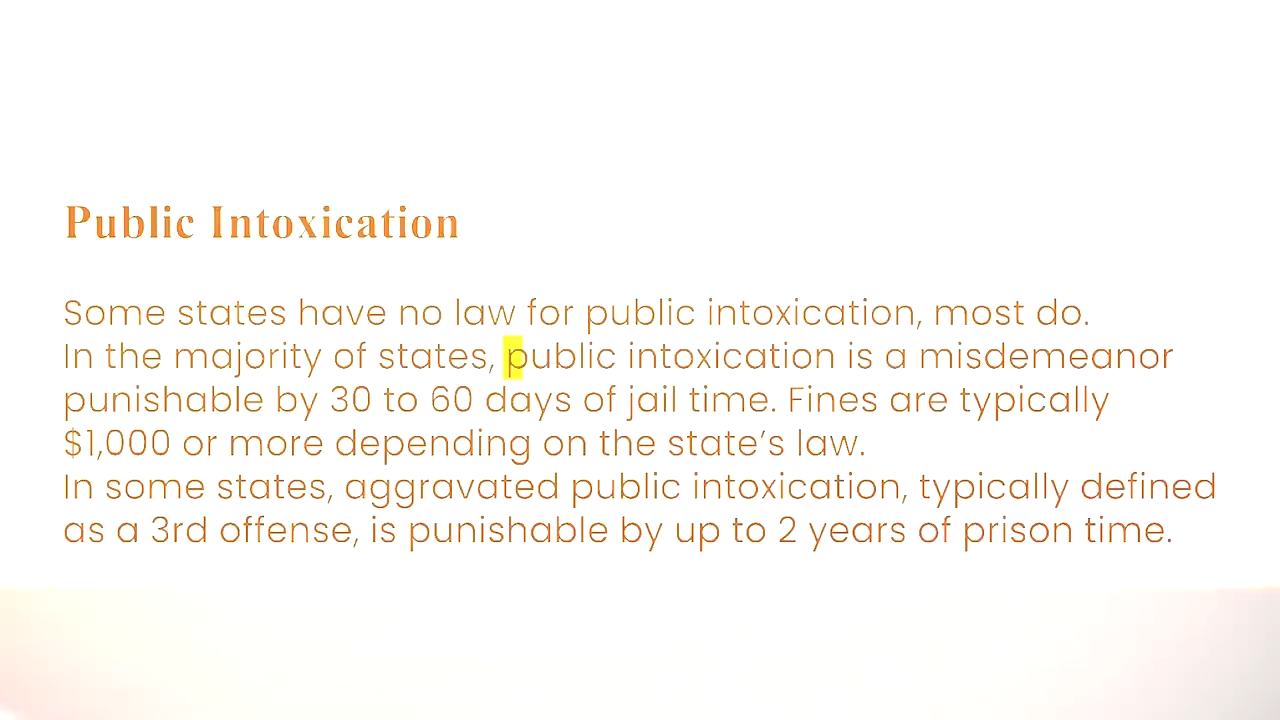 Public Intoxication
Some states have no law for public intoxication, most do.
In the majority of states, public intoxication is a misdemeanor
punishable by 30 to 60 days of jail time. Fines are typically
$1,000 or more depending on the state’s law.
In some states, aggravated public intoxication, typically defined
as a 3rd offense, is punishable by up to 2 years of prison time.